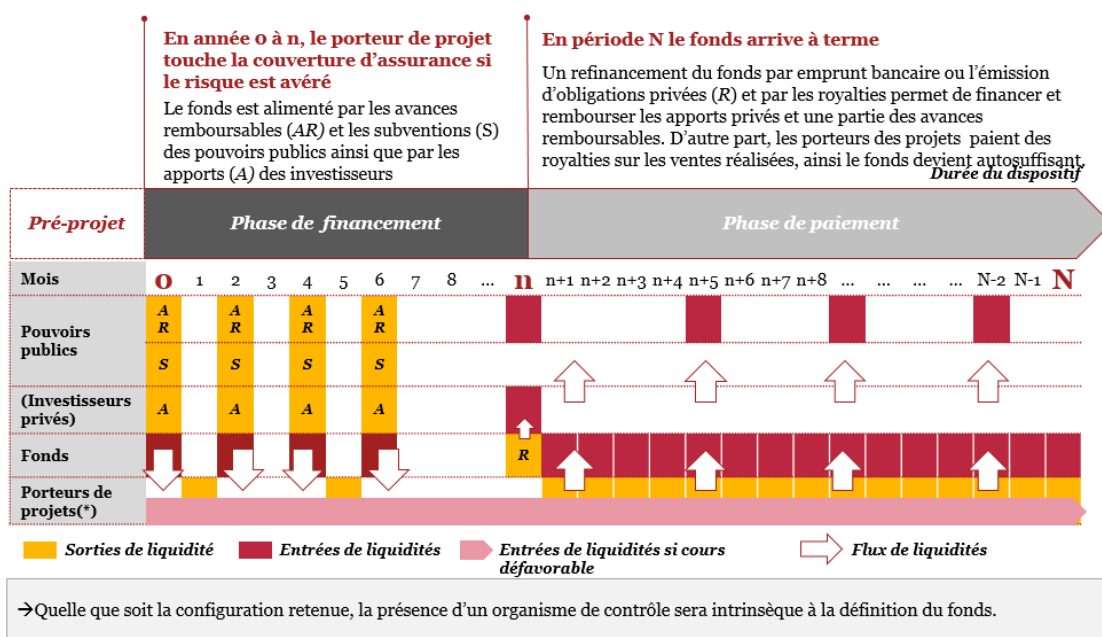 En année 0 à n, le porteur de projet
touche la couverture d'assurance si
le risque est avéré
Le fonds est alimenté par les avances
remboursables (AR) et les subventions (S)
des pouvoirs publics ainsi que par les
apports (A) des investisseurs
En période N le fonds arrive à terme
Un refinancement du fonds par emprunt bancaire ou l'émission
d'obligations privées (R) et par les royalties permet de financer et
rembourser les apports privés et une partie des avances
remboursables. D'autre part, les porteurs des projets paient des
royalties sur les ventes réalisées, ainsi le fonds devient autosuffisant.
Durée du dispositif
Pré-projet Phase de financement Phase de paiement
Mois 0 1 2 3 4 5 6 7 8 ... n n+1 n+2 n+3 n+4 n+5 n+6 n+7 n+8 ... ... ... ... N-2 N-1 N
Pouvoirs
publics
A A A A
R R R R
S S S S
(Investisseurs
privés)
A A A A
Fonds R
Porteurs de
projets(*)
Sorties de liquidité Entrées de liquidités Entrées de liquidités si cours
défavorable
Flux de liquidités
→Quelle que soit la configuration retenue, la présence d'un organisme de contrôle sera intrinsèque à la définition du fonds.